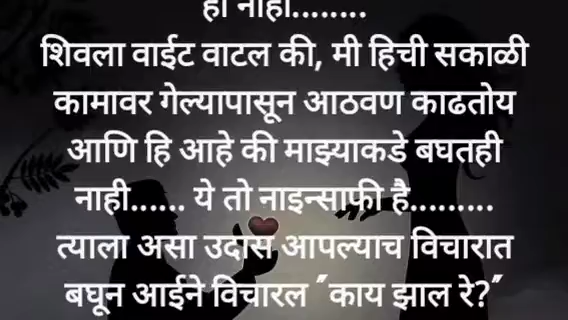 ही नाही........
शिवला वाईट वाटल की, मी हिची सकाळी
कामावर गेल्यापासून आठवण काढतोय
आणि हि आहे की माझ्याकडे बघतही
नाही...... ये तो नाइन्साफी है.........
त्याला असा उदास आपल्याच विचारात
बघून आईने विचारल ″काय झाल रे?″